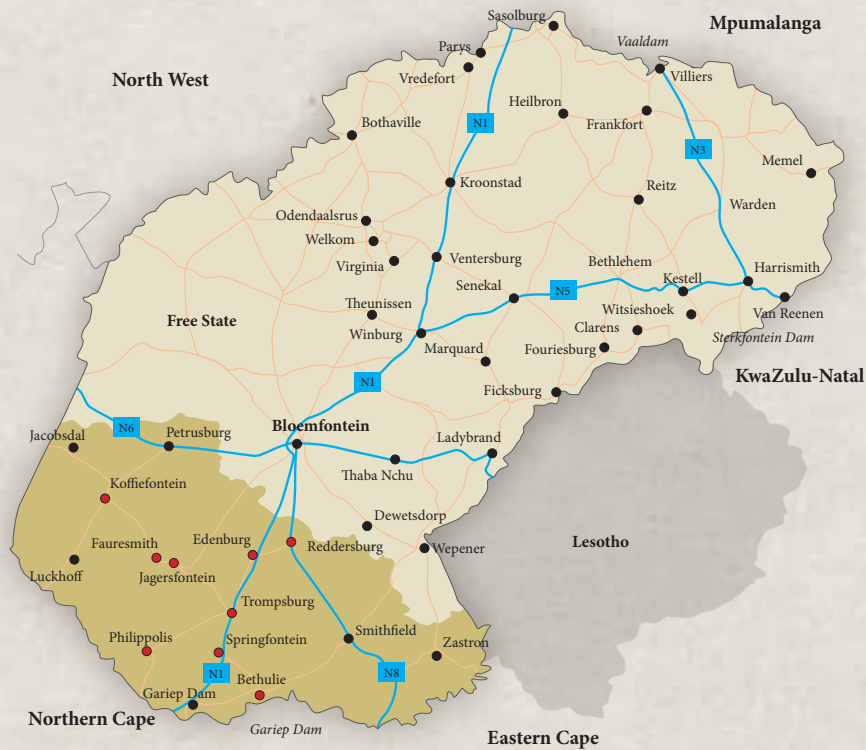 Sasolburg
Mpumalanga
Vaaldam
Parys
North West
Vredefort
Villiers
Heilbron
Frankfort
Bothaville
N1
N3
Memel
Kroonstad
Reitz
Warden
Odendaalsrus
Welkom
Virginia
Ventersburg
Bethlehem
Harrismith
Senekal
N5
Kestell
Theunissen
Witsieshoek
Van Reenen
Free State
Winburg
Clarens
Sterkfontein Dam
Marquard
Fouriesburg
KwaZulu-Natal
N1
Ficksburg
N6
Bloemfontein
Jacobsdal
Petrusburg
Ladybrand
Thaba Nchu
Koffiefontein
Dewetsdorp
Fauresmith
Edenburg
Reddersburg
Wepener
Lesotho
Luckhoff
Jagersfontein
Trompsburg
Philippolis
Springfontein
Smithfield
Zastron
N1
Bethulie
N8
Gariep Dam
Northern Cape
Gariep Dam
Eastern Cape